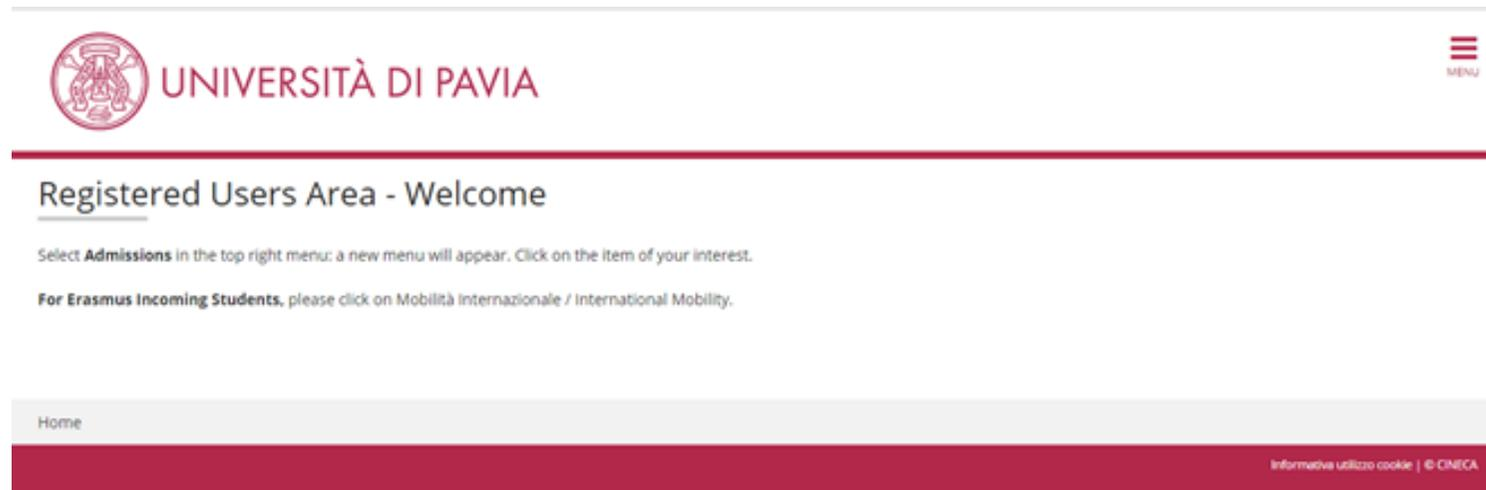 UNIVERSITÀ DI PAVIA
MENU
Registered Users Area - Welcome
Select Admissions in the top right menu: a new menu will appear. Click on the item of your interest.
For Erasmus Incoming Students, please click on Mobilità Internazionale / International Mobility.
Home
Informativa utilizzo cookie | © CINECA